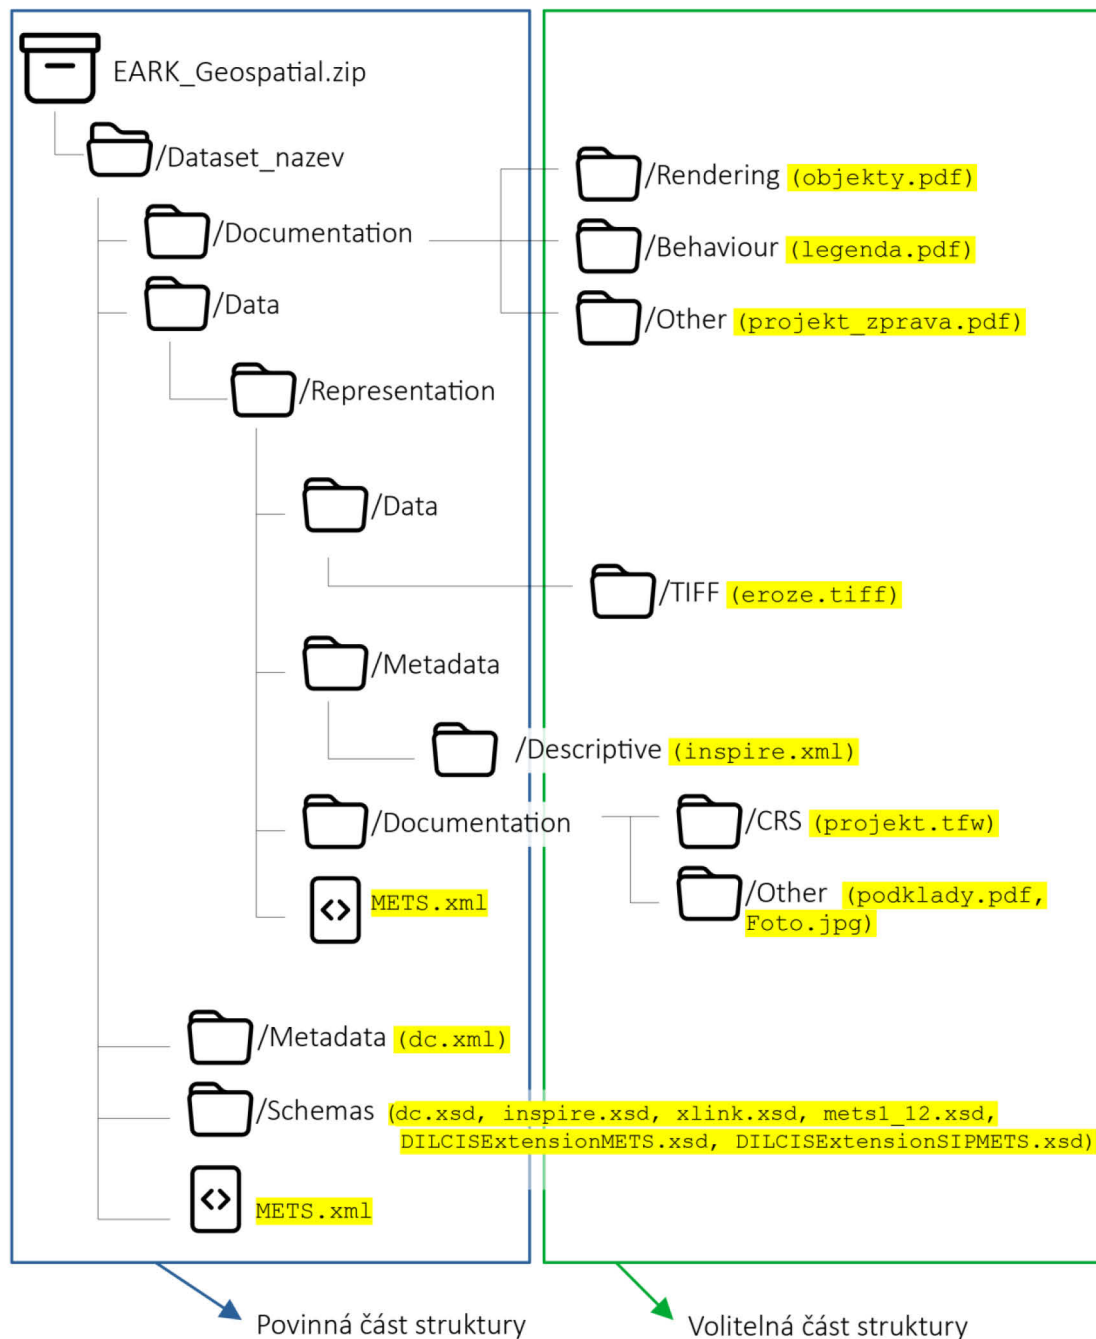 EARK_Geospatial.zip
/Dataset_nazev
/Rendering (objekty.pdf)
/Documentation
/Behaviour (legenda.pdf)
/Data
/Other (projekt_zprava.pdf)
/Representation
/Data
/TIFF (eroze.tiff)
/Metadata
/Descriptive (inspire.xml)
/Documentation
/CRS (projekt.tfw)
METS.xml
/Other (podklady.pdf,
Foto.jpg)
/Metadata (dc.xml)
/Schemas (dc.xsd, inspire.xsd, xlink.xsd, mets1_12.xsd,
DILCISExtensionMETS.xsd, DILCISExtensionSIPMETS.xsd)
METS.xml
Povinná část struktury
Volitelná část struktury